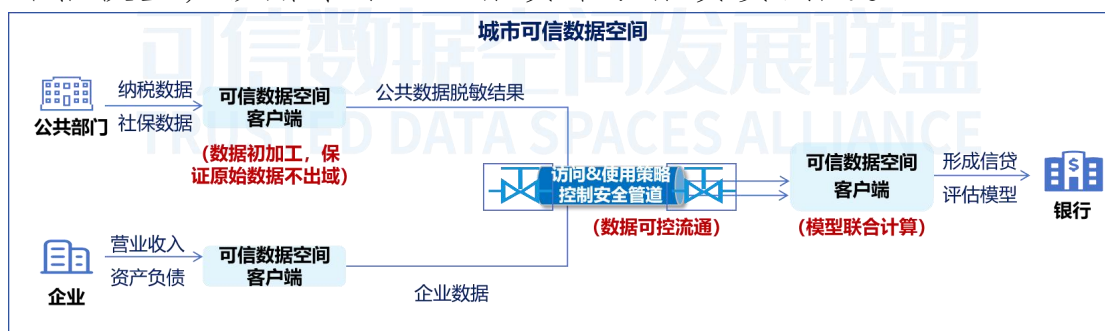 城市可信数据空间
可信数据空间发展联盟
TRUSTED DATA SPACES ALLIANCE
纳税数据
社保数据
公共部门
可信数据空间
客户端
(数据初加工，保
证原始数据不出域)
公共数据脱敏结果
访问&使用策略
控制安全管道
(数据可控流通)
可信数据空间
客户端
(模型联合计算)
形成信贷
评估模型
银行
营业收入
资产负债
企业
可信数据空间
客户端
企业数据